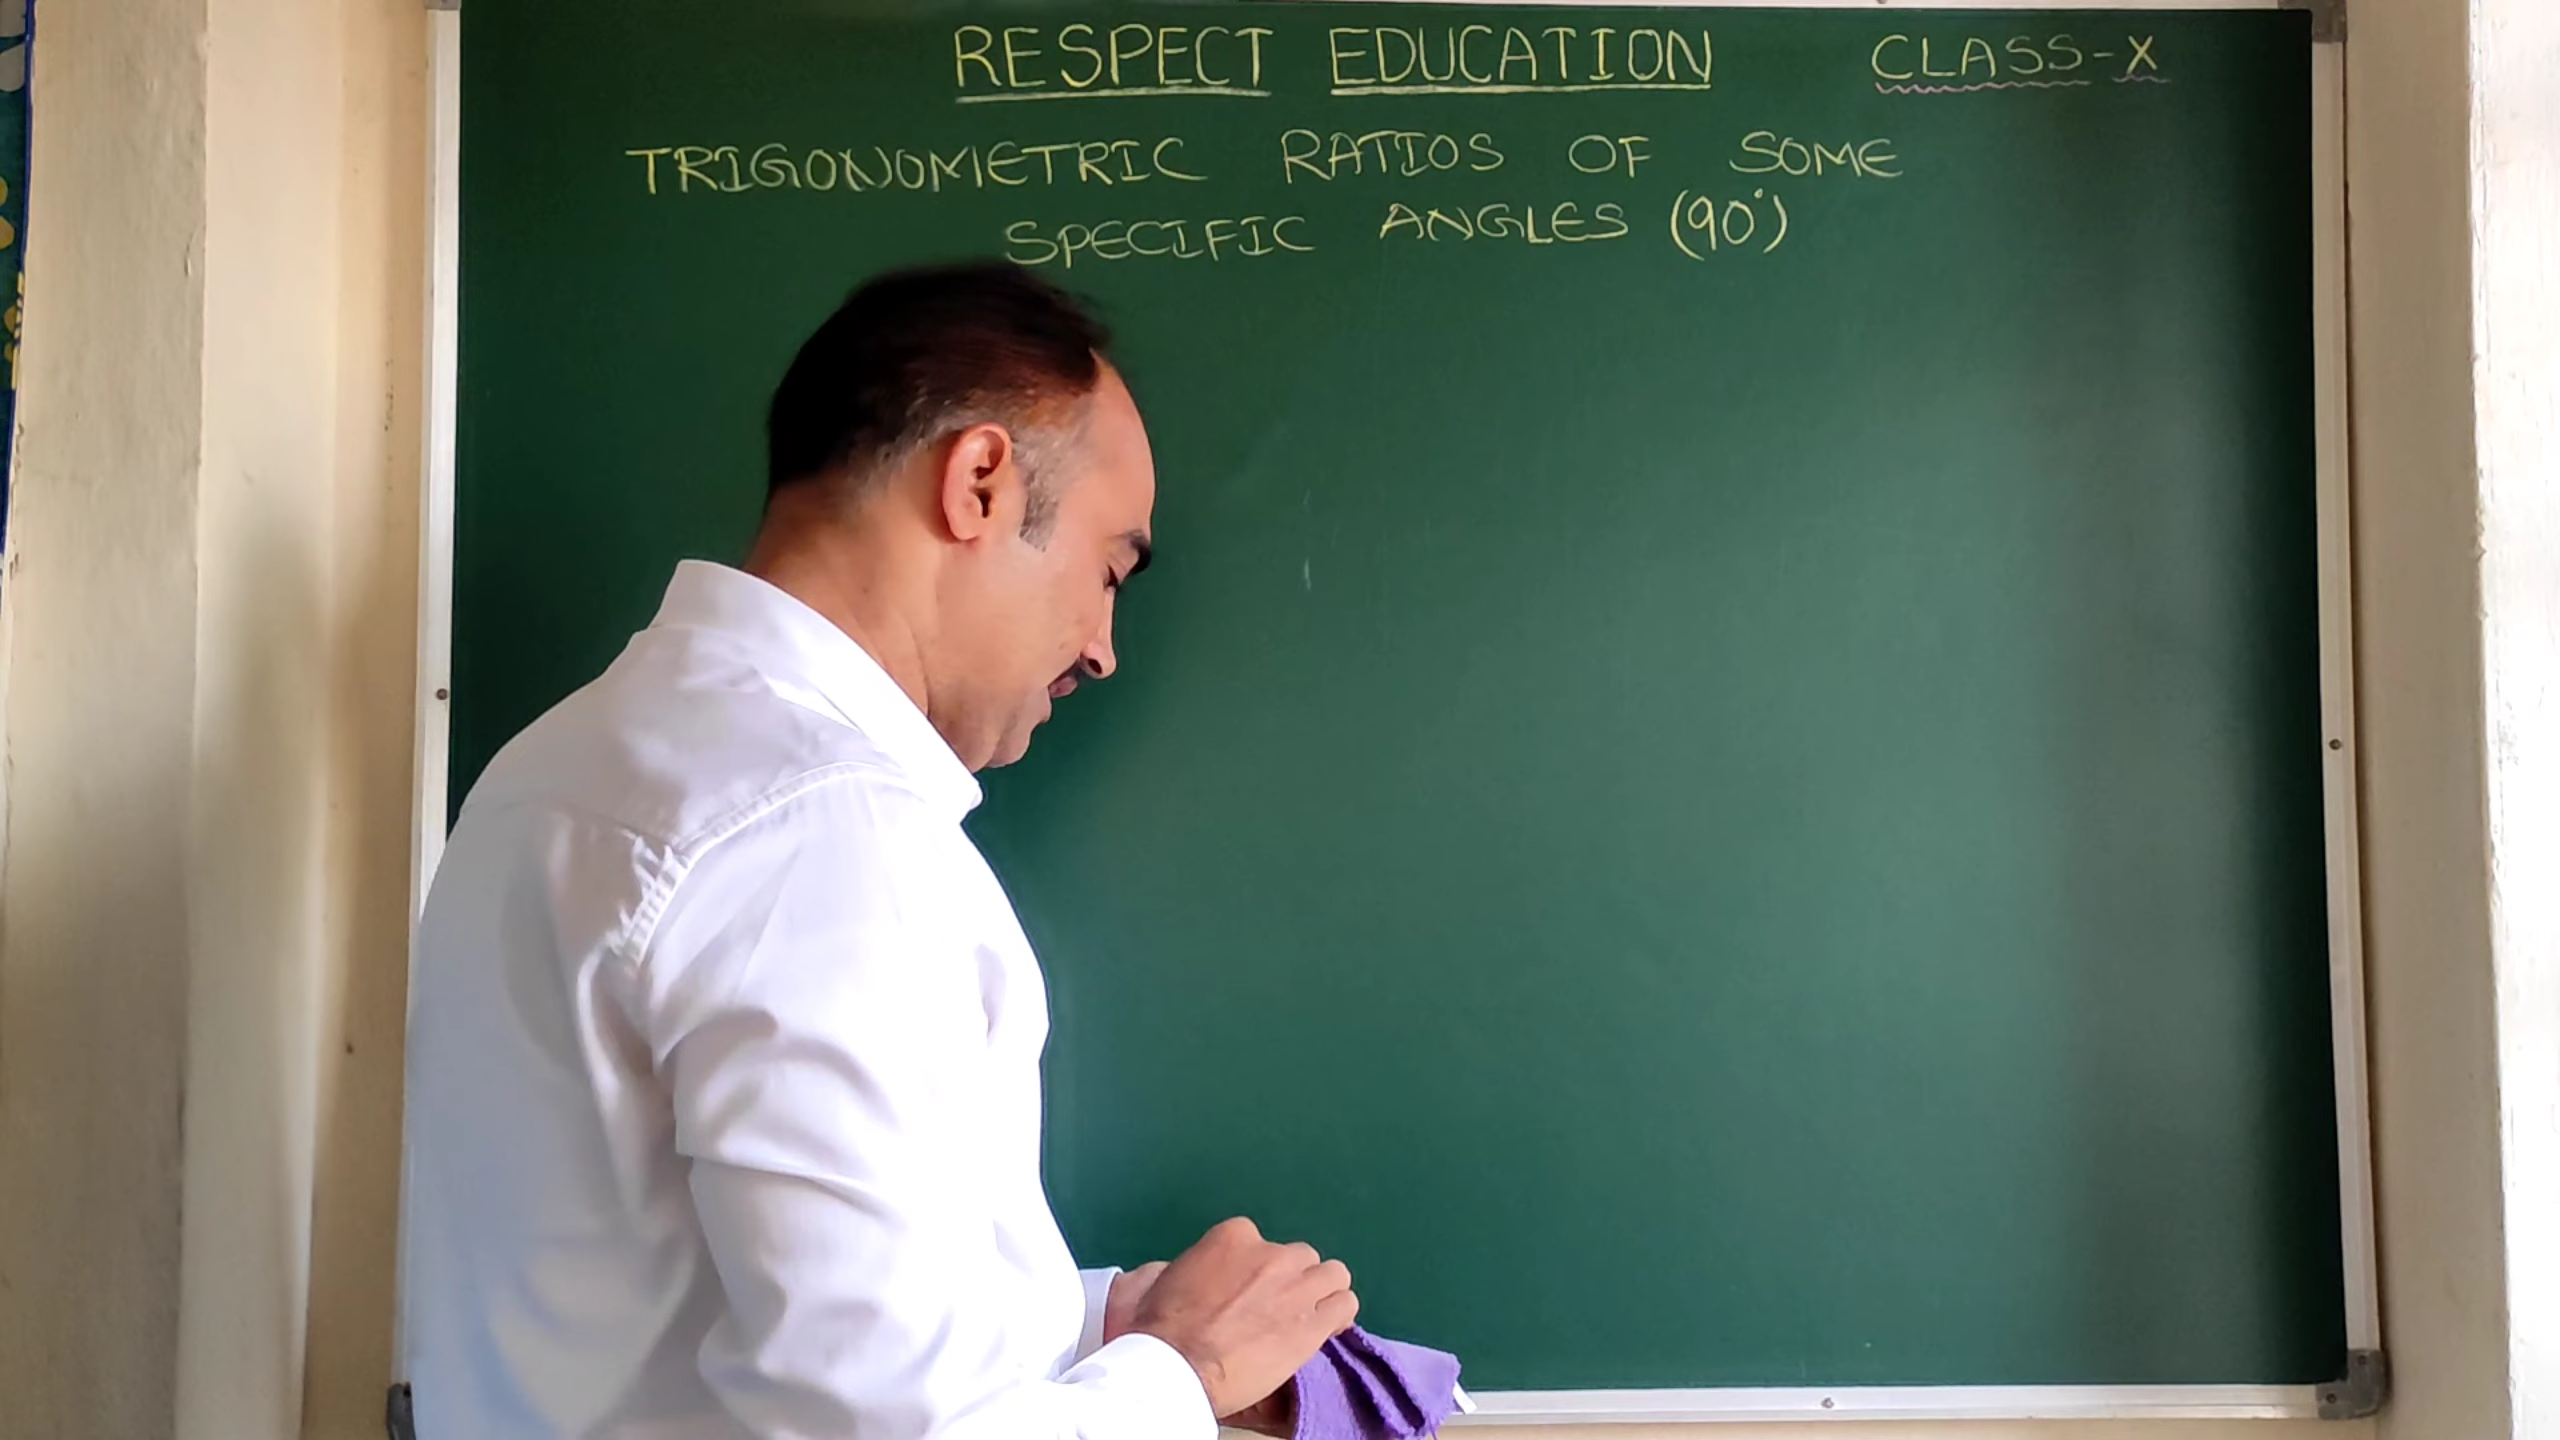 RESPECT EDUCATION CLASS-X
TRIGONOMETRIC RATIOS OF SOME
SPECIFIC ANGLES (90°)